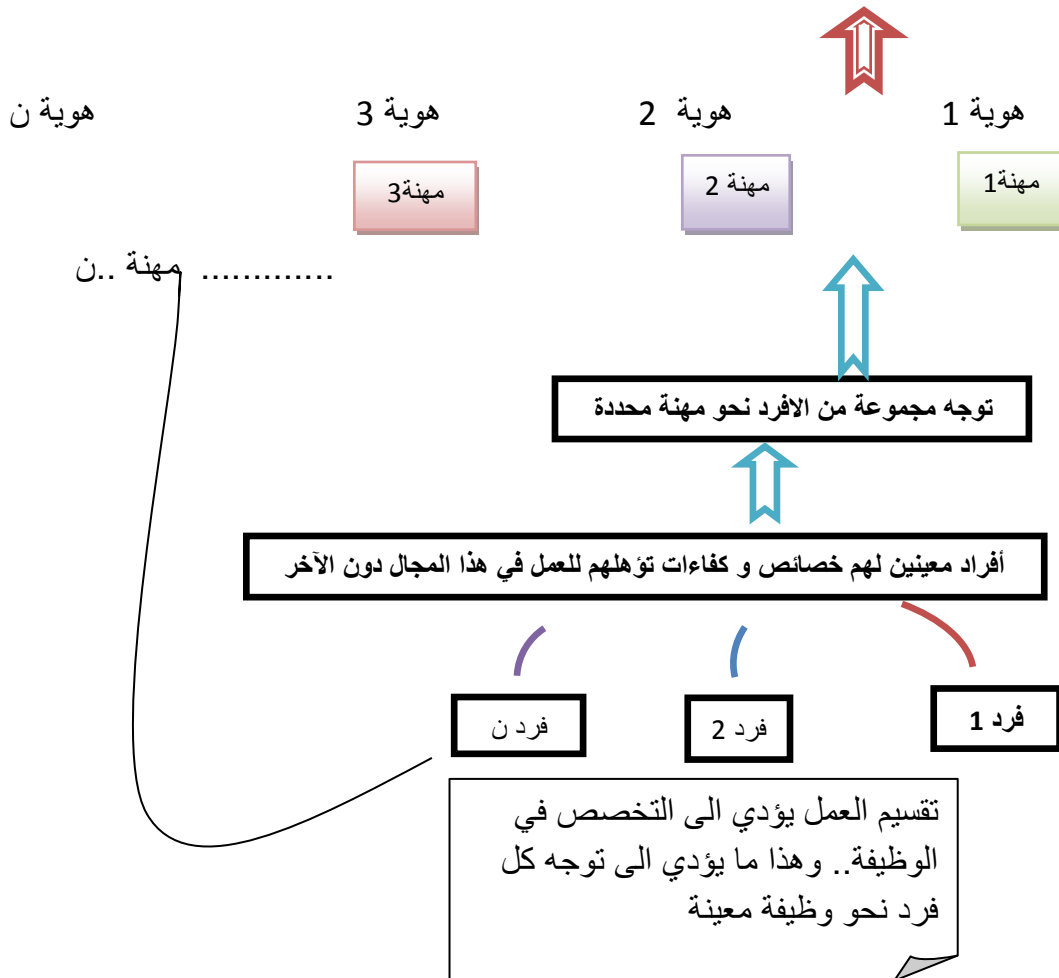 هوية 1 هوية 2 هوية 3 هوية ن
مهنة1 مهنة 2 مهنة3
............. مهنة ..ن
توجه مجموعة من الافرد نحو مهنة محددة
أفراد معينين لهم خصائص و كفاءات تؤهلهم للعمل في هذا المجال دون الآخر
فرد 1 فرد 2 فرد ن
تقسيم العمل يؤدي الى التخصص في
الوظيفة.. وهذا ما يؤدي الى توجه كل
فرد نحو وظيفة معينة